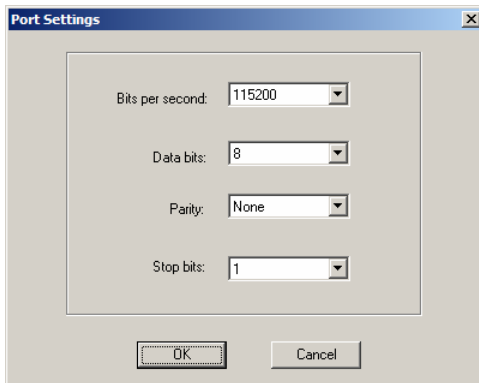 Port Settings
Bits per second: 115200
Data bits: 8
Parity: None
Stop bits: 1
OK Cancel